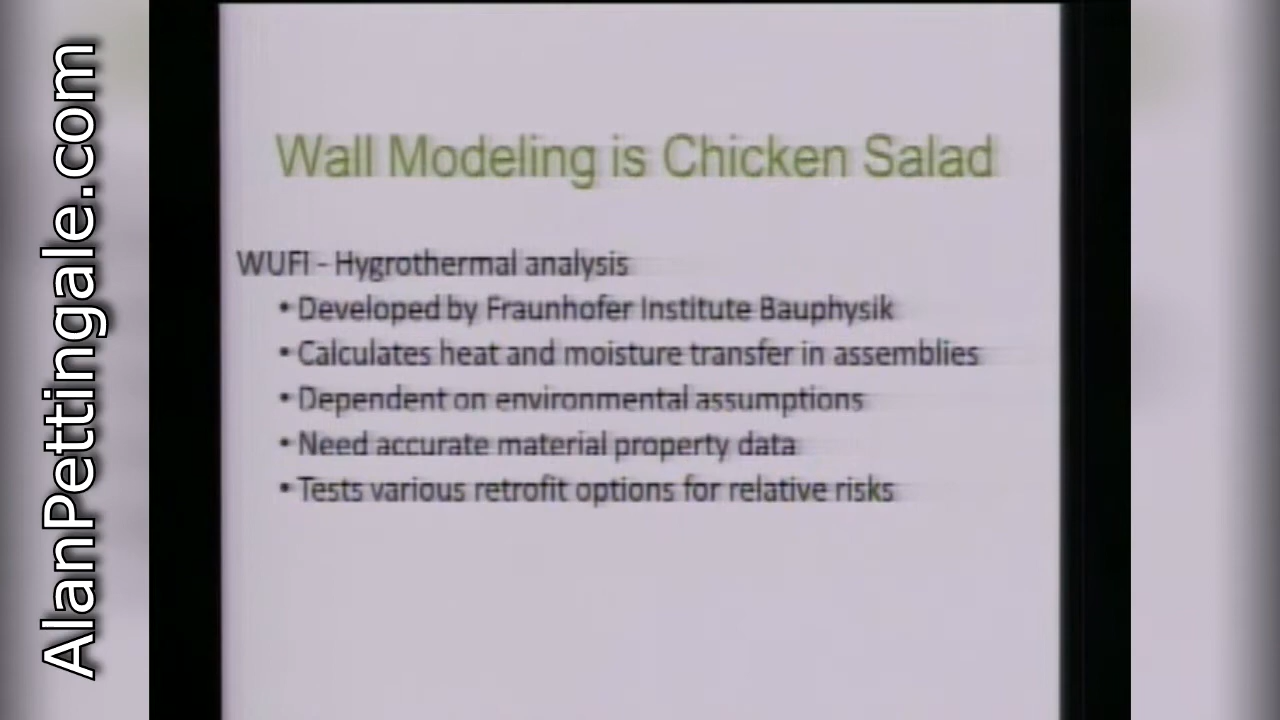 AlanPettingale.com
Wall Modeling is Chicken Salad
WUFI - Hygrothermal analysis
• Developed by Fraunhofer Institute Bauphysik
• Calculates heat and moisture transfer in assemblies
• Dependent on environmental assumptions
• Need accurate material property data
• Tests various retrofit options for relative risks